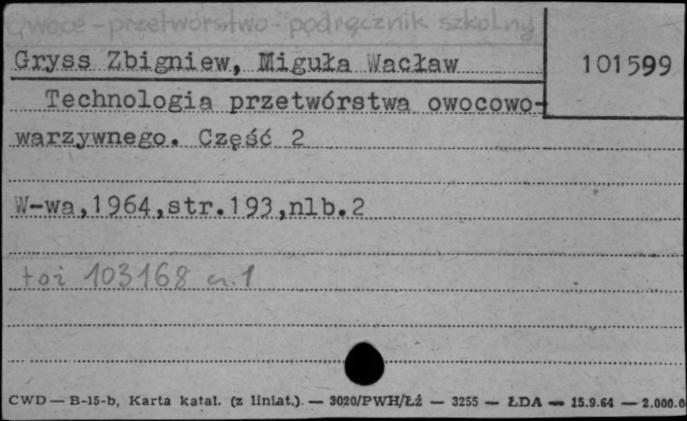 Owoce - przetwórstwo - podręcznik szkolny
Gryss Zbigniew, Miguła Wacław
101599
Technologia przetwórstwa owocowo-
warzywnego. Część 2
W-wa,1964,str.193,nlb.2
toż 103168 cz.1
CWD — B-15-b, Karta katal. (z liniat.). — 3020/PWH/Łź — 3255 — ŁDA — 15.9.64 — 2.000.0